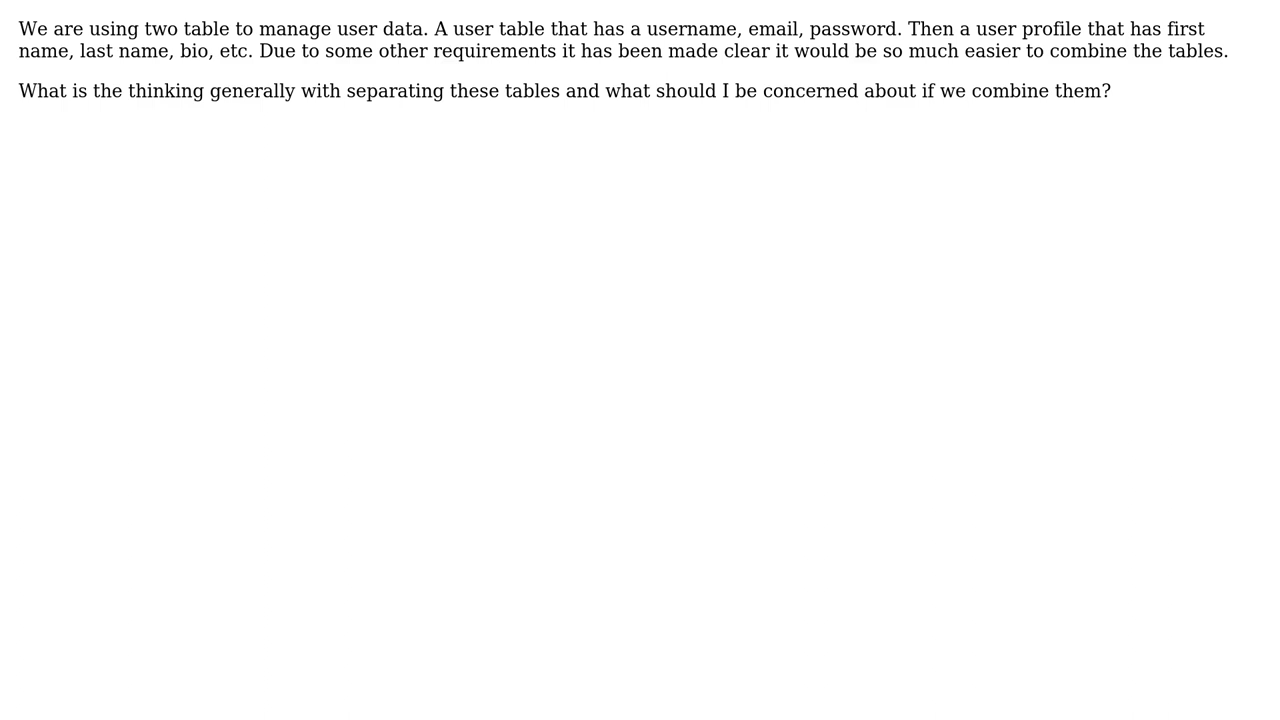 We are using two table to manage user data. A user table that has a username, email, password. Then a user profile that has first
name, last name, bio, etc. Due to some other requirements it has been made clear it would be so much easier to combine the tables.
What is the thinking generally with separating these tables and what should I be concerned about if we combine them?